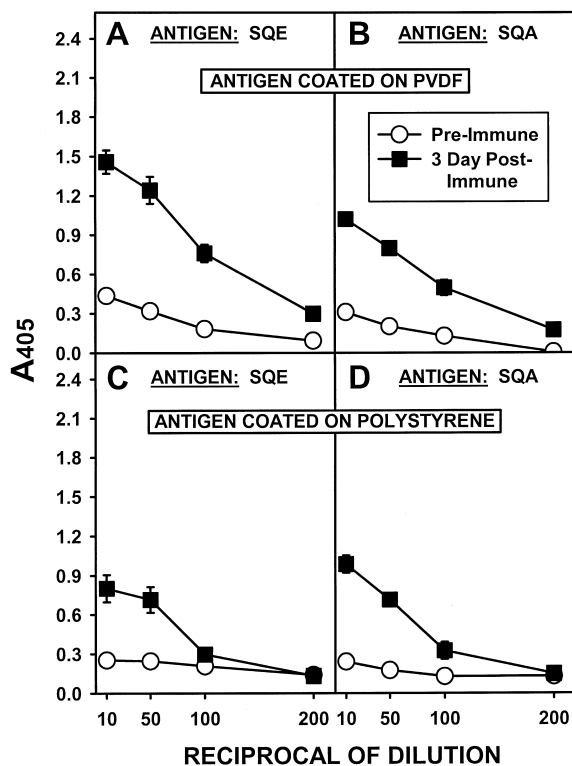 A ANTIGEN: SQE
B ANTIGEN: SQA
ANTIGEN COATED ON PVDF
Pre-Immune
3 Day Post-
Immune
2.4
2.1
1.8
1.5
1.2
0.9
0.6
0.3
0.0
A405
C ANTIGEN: SQE
D ANTIGEN: SQA
ANTIGEN COATED ON POLYSTYRENE
2.4
2.1
1.8
1.5
1.2
0.9
0.6
0.3
0.0
10 50 100 200
10 50 100 200
RECIPROCAL OF DILUTION